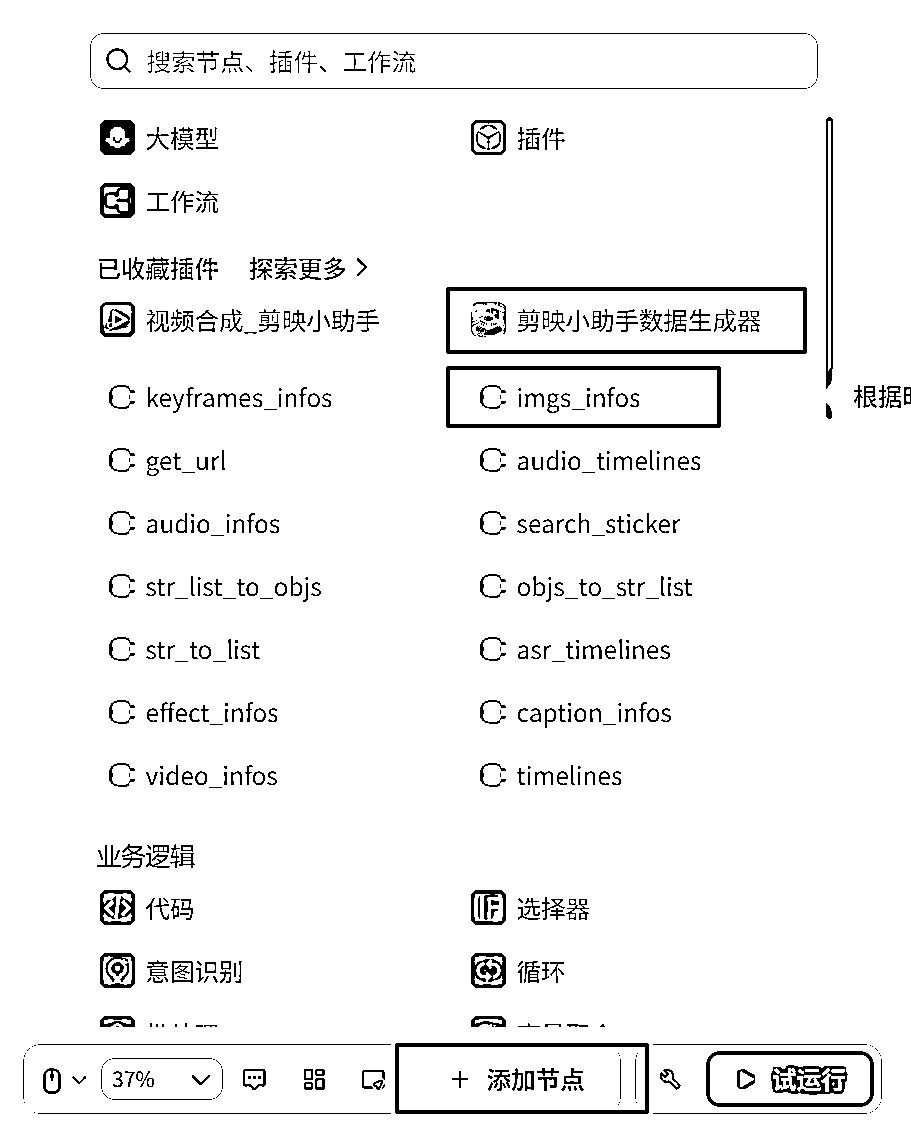 搜索节点、插件、工作流
大模型 插件
工作流
已收藏插件 探索更多
视频合成_剪映小助手 剪映小助手数据生成器
keyframes_infos imgs_infos
根据
get_url audio_timelines
audio_infos search_sticker
str_list_to_objs objs_to_str_list
str_to_list asr_timelines
effect_infos caption_infos
video_infos timelines
业务逻辑
代码 选择器
意图识别 循环
37% 添加节点 试运行